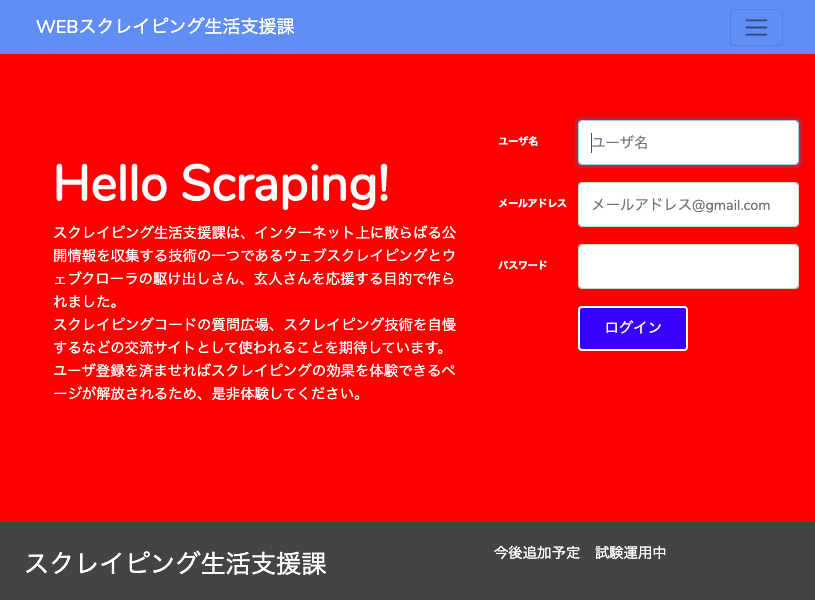 WEBスクレイピング生活支援課
Hello Scraping!
スクレイピング生活支援課は、インターネット上に散らばる公
開情報を収集する技術の一つであるウェブスクレイピングとウ
ェブクローラの駆け出しさん、玄人さんを応援する目的で作ら
れました。
スクレイピングコードの質問広場、スクレイピング技術を自慢
するなどの交流サイトとして使われることを期待しています。
ユーザ登録を済ませればスクレイピングの効果を体験できるペ
ージが解放されるため、是非体験してください。
ユーザ名
ユーザ名
メールアドレス
メールアドレス@gmail.com
パスワード
ログイン
スクレイピング生活支援課
今後追加予定　試験運用中